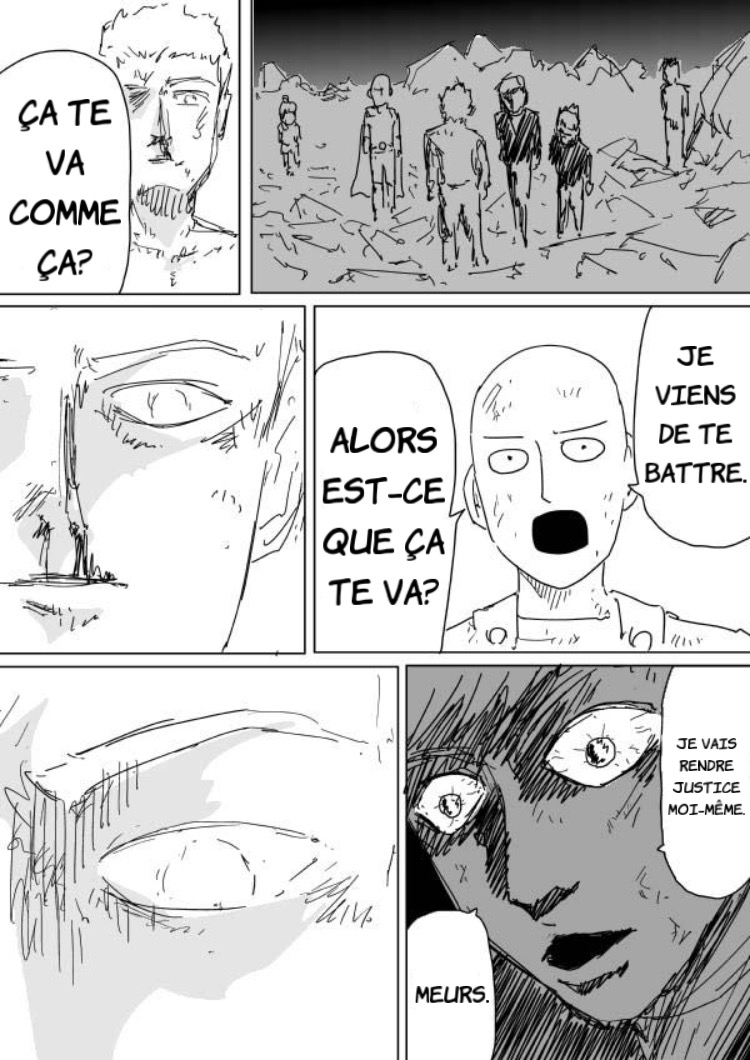 ÇA TE
VA
COMME
ÇA?
JE
VIENS
DE TE
BATTRE.
ALORS
EST-CE
QUE ÇA
TE VA?
JE VAIS
RENDRE
JUSTICE
MOI-MÊME.
MEURS.